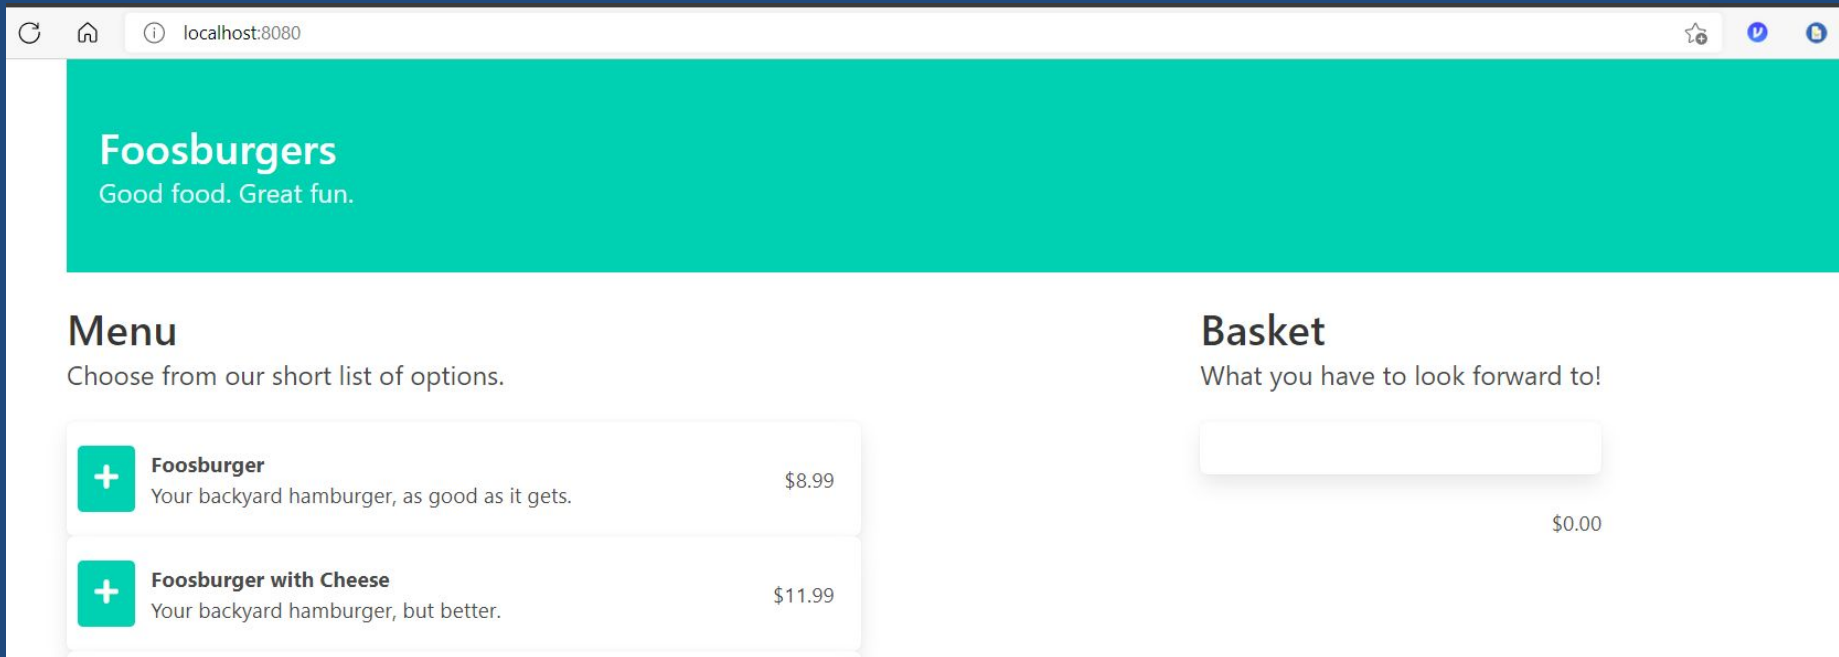 localhost:8080
Foosburgers
Good food. Great fun.
Menu
Choose from our short list of options.
Foosburger
Your backyard hamburger, as good as it gets.
$8.99
Foosburger with Cheese
Your backyard hamburger, but better.
$11.99
Basket
What you have to look forward to!
$0.00